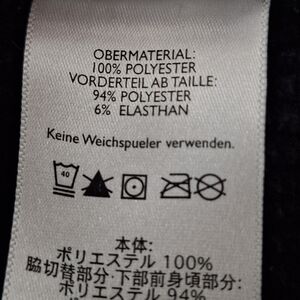 OBERMATERIAL:
100% POLYESTER
VORDERTEIL AB TAILLE:
94% POLYESTER
6% ELASTHAN
Keine Weichspueler verwenden.
40
本体:
ポリエステル 100%
脇切替部分·下部前身頃部分:
ポリエステル 94%